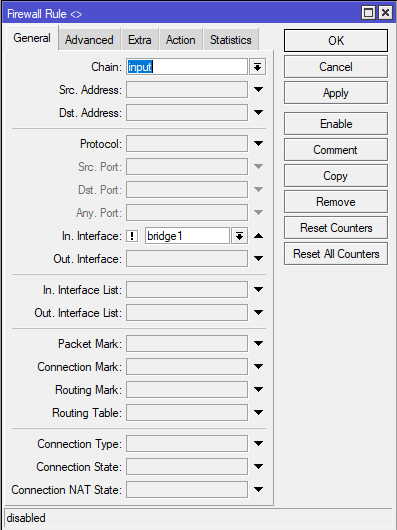 Firewall Rule <>
General Advanced Extra Action Statistics
Chain: input
Src. Address:
Dst. Address:
Protocol:
Src. Port:
Dst. Port:
Any. Port:
In. Interface: ! bridge1
Out. Interface:
In. Interface List:
Out. Interface List:
Packet Mark:
Connection Mark:
Routing Mark:
Routing Table:
Connection Type:
Connection State:
Connection NAT State:
OK
Cancel
Apply
Enable
Comment
Copy
Remove
Reset Counters
Reset All Counters
disabled